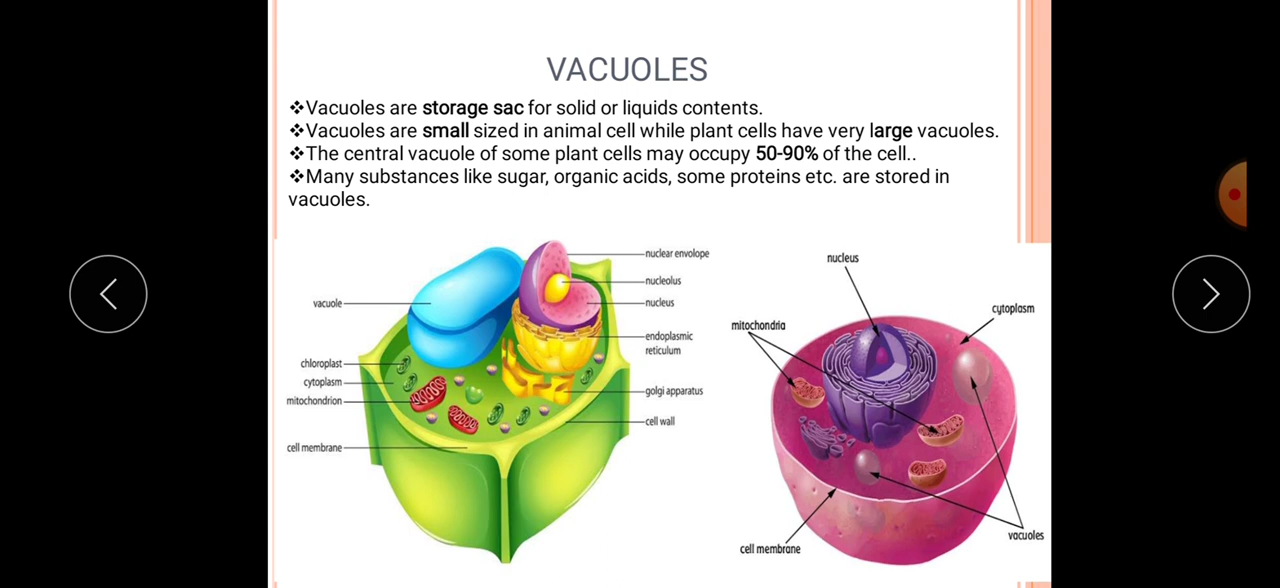 VACUOLES
❖Vacuoles are storage sac for solid or liquids contents.
❖Vacuoles are small sized in animal cell while plant cells have very large vacuoles.
❖The central vacuole of some plant cells may occupy 50-90% of the cell..
❖Many substances like sugar, organic acids, some proteins etc. are stored in
vacuoles.
nuclear envolope
nucleolus
vacuole
nucleus
endoplasmic
reticulum
chloroplast
cytoplasm
mitochondrion
golgi apparatus
cell wall
cell membrane
nucleus
cytoplasm
mitochondria
vacuoles
cell membrane